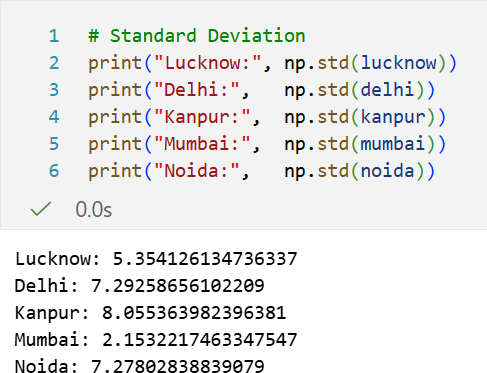 1 # Standard Deviation
2 print("Lucknow:", np.std(lucknow))
3 print("Delhi:",   np.std(delhi))
4 print("Kanpur:",  np.std(kanpur))
5 print("Mumbai:",  np.std(mumbai))
6 print("Noida:",   np.std(noida))
✓ 0.0s
Lucknow: 5.354126134736337
Delhi: 7.29258656102209
Kanpur: 8.055363982396381
Mumbai: 2.1532217463347547
Noida: 7.27802838839079